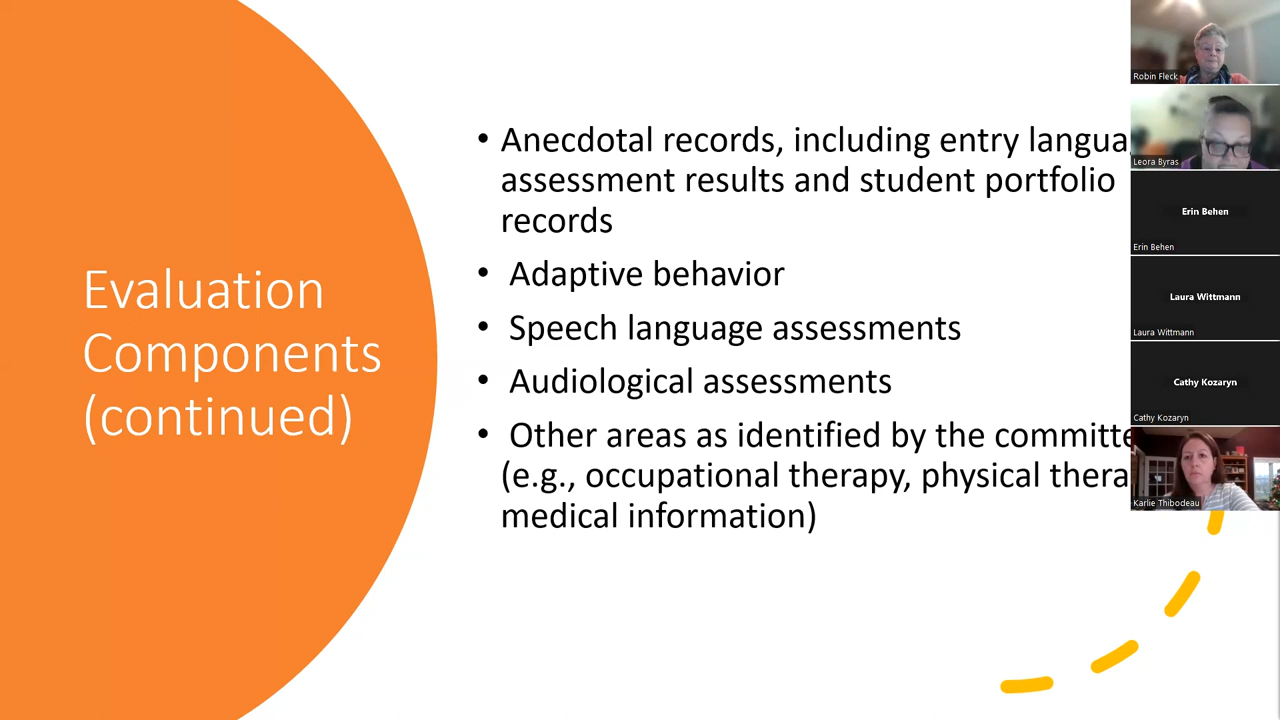 Evaluation
Components
(continued)
• Anecdotal records, including entry langua
assessment results and student portfolio
records
• Adaptive behavior
• Speech language assessments
• Audiological assessments
• Other areas as identified by the committe
(e.g., occupational therapy, physical thera
medical information)
Robin Fleck
Leora Byras
Erin Behen
Erin Behen
Laura Wittmann
Laura Wittmann
Cathy Kozaryn
Cathy Kozaryn
Karlie Thibodeau